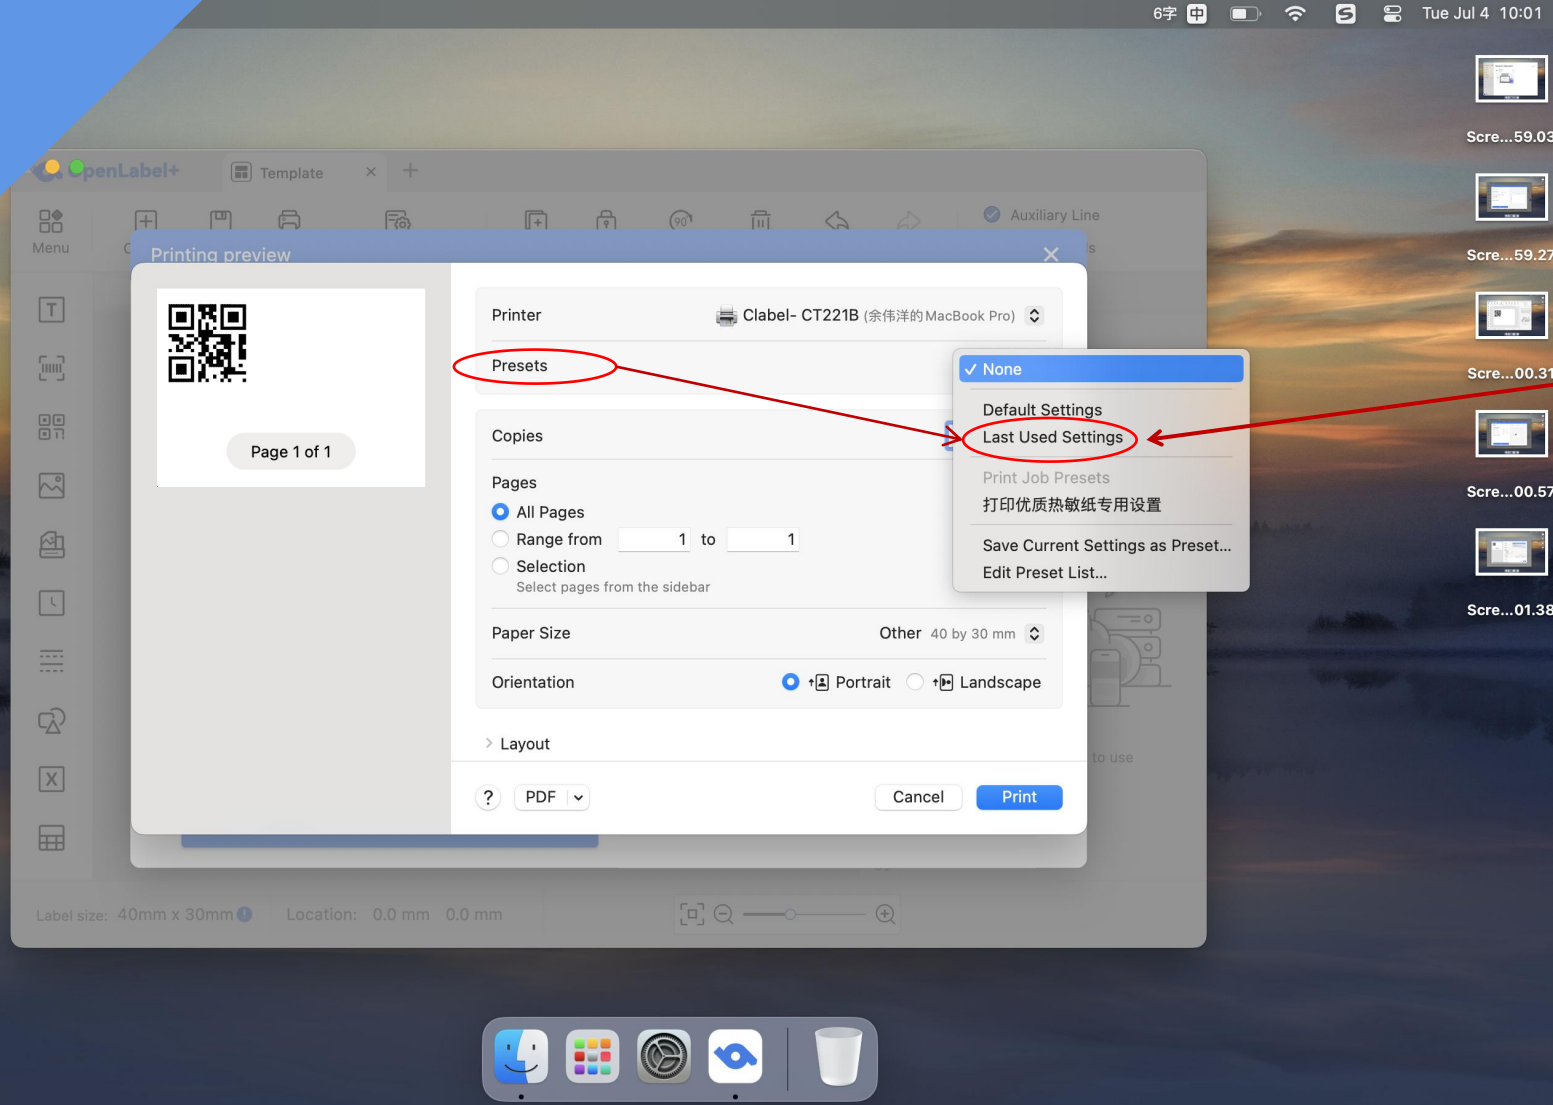 6字 中 Tue Jul 4 10:01
Scre...59.03
OpenLabel+ Template
Auxiliary Line
Menu
Printing preview
Scre...59.27
Printer Clabel- CT221B (余伟洋的MacBook Pro)
Presets
None
Scre...00.31
Default Settings
Copies
Last Used Settings
Page 1 of 1
Print Job Presets
Pages
Scre...00.57
打印优质热敏纸专用设置
All Pages
Range from 1 to 1
Save Current Settings as Preset...
Selection
Edit Preset List...
Select pages from the sidebar
Scre...01.38
Paper Size Other 40 by 30 mm
Orientation Portrait Landscape
Layout
to use
? PDF Cancel Print
Label size: 40mm x 30mm Location: 0.0 mm 0.0 mm